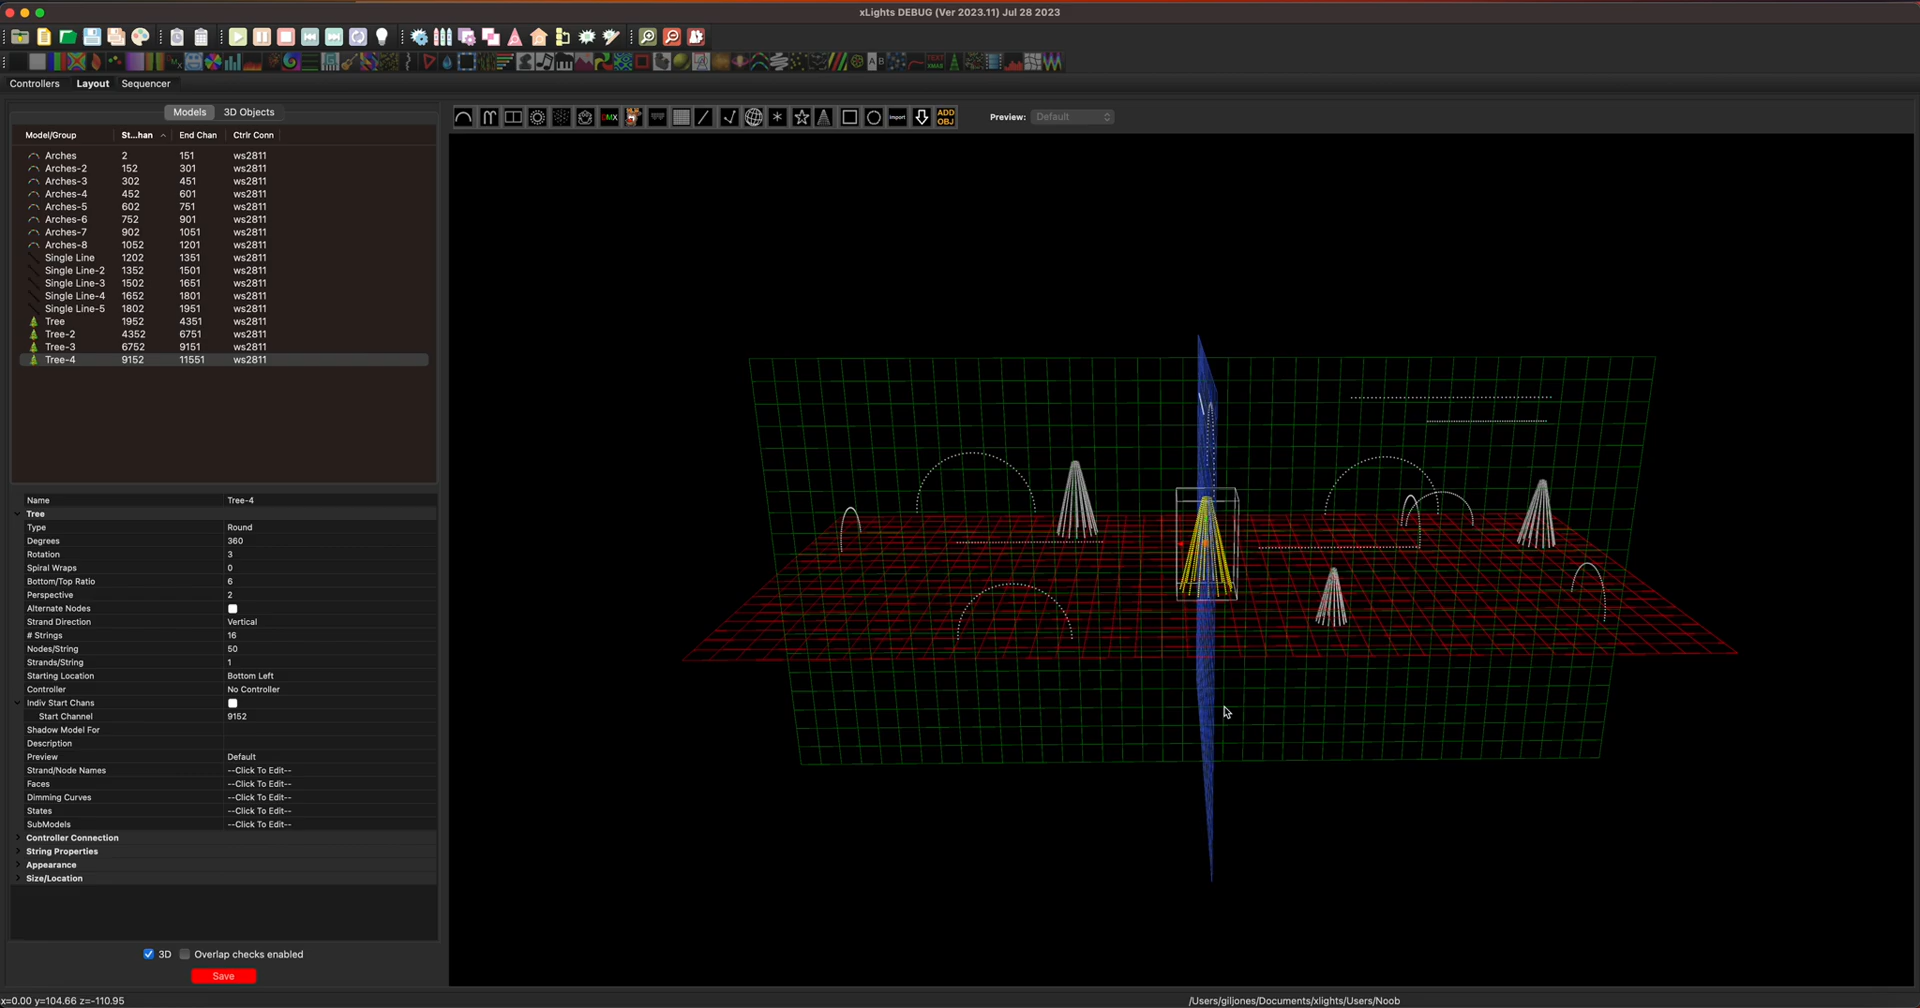 xLights DEBUG (Ver 2023.11) Jul 28 2023
Controllers Layout Sequencer
Models 3D Objects
DMX
Import
ADD OBJ
Preview: Default
Model/Group St...han End Chan Ctrlr Conn
Arches 2 151 ws2811
Arches-2 152 301 ws2811
Arches-3 302 451 ws2811
Arches-4 452 601 ws2811
Arches-5 602 751 ws2811
Arches-6 752 901 ws2811
Arches-7 902 1051 ws2811
Arches-8 1052 1201 ws2811
Single Line 1202 1351 ws2811
Single Line-2 1352 1501 ws2811
Single Line-3 1502 1651 ws2811
Single Line-4 1652 1801 ws2811
Single Line-5 1802 1951 ws2811
Tree 1952 4351 ws2811
Tree-2 4352 6751 ws2811
Tree-3 6752 9151 ws2811
Tree-4 9152 11551 ws2811
Name Tree-4
Tree
Type Round
Degrees 360
Rotation 3
Spiral Wraps 0
Bottom/Top Ratio 6
Perspective 2
Alternate Nodes
Strand Direction Vertical
# Strings 16
Nodes/String 50
Strands/String 1
Starting Location Bottom Left
Controller No Controller
Indiv Start Chans
Start Channel 9152
Shadow Model For
Description
Preview Default
Strand/Node Names --Click To Edit--
Faces --Click To Edit--
Dimming Curves --Click To Edit--
States --Click To Edit--
SubModels --Click To Edit--
Controller Connection
String Properties
Appearance
Size/Location
3D Overlap checks enabled
Save
x=0.00 y=104.66 z=-110.95 /Users/giljones/Documents/xlights/Users/Noob